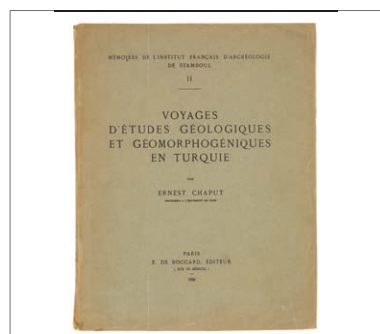 MÉMOIRES DE L'INSTITUT FRANÇAIS D'ARCHÉOLOGIE
DE STAMBOUL
II
VOYAGES
D'ÉTUDES GÉOLOGIQUES
ET GÉOMORPHOGÉNIQUES
EN TURQUIE
PAR
ERNEST CHAPUT
PARIS
E. DE BOCCARD, ÉDITEUR